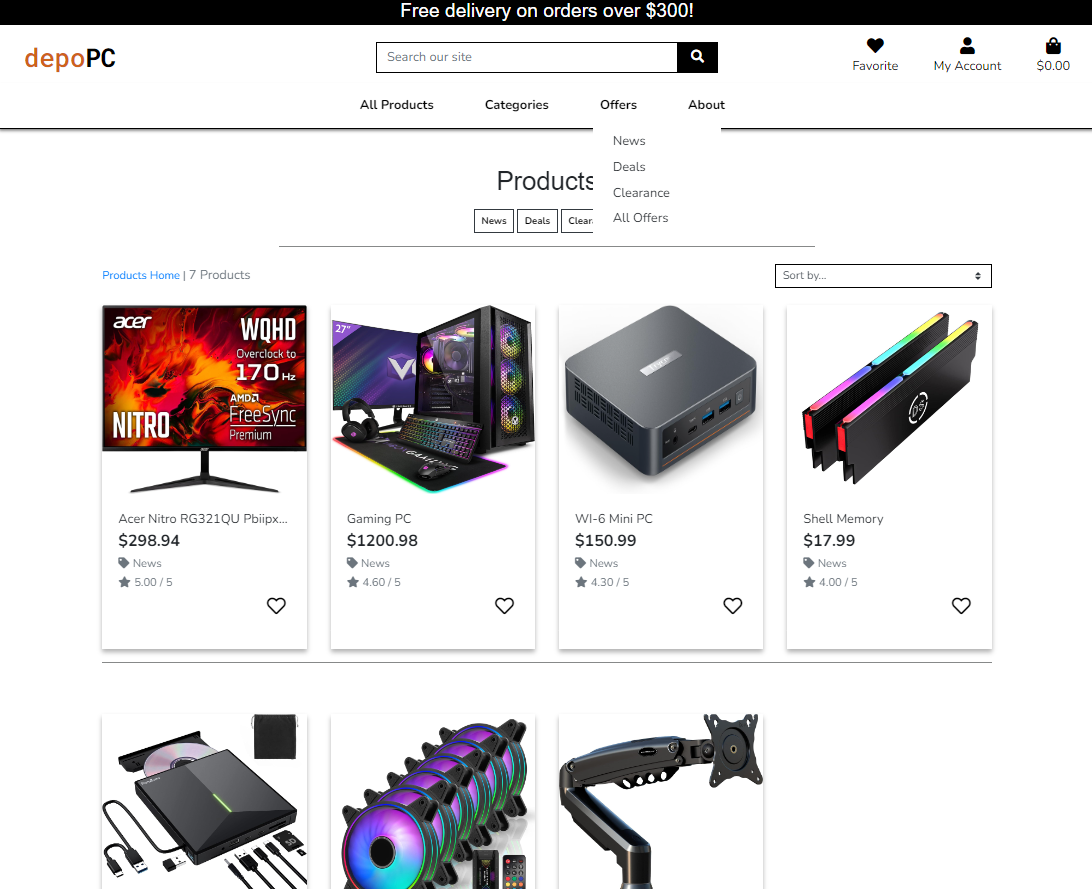 Free delivery on orders over $300!
depoPC
Search our site
Favorite
My Account
$0.00
All Products
Categories
Offers
About
News
Deals
Clearance
All Offers
Products
News
Deals
Clear
Products Home | 7 Products
Sort by...
acer
WQHD
Overclock to
170 Hz
AMD
FreeSync
Premium
NITRO
27"
Acer Nitro RG321QU Pbiipx...
$298.94
News
5.00 / 5
Gaming PC
$1200.98
News
4.60 / 5
WI-6 Mini PC
$150.99
News
4.30 / 5
Shell Memory
$17.99
News
4.00 / 5